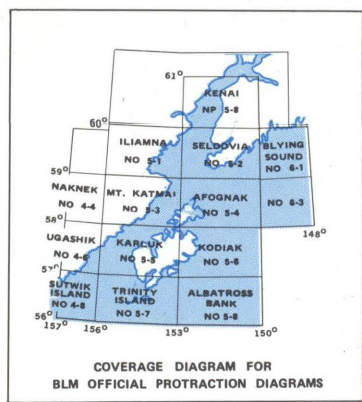 61°
KENAI
NP 5-8
60°
ILIAMNA
NO 5-1
SELDOVIA
NO 5-2
BLYING
SOUND
NO 6-1
59°
NAKNEK
NO 4-4
MT. KATMAI
NO 5-3
AFOGNAK
NO 5-4
NO 6-3
58°
148°
UGASHIK
NO 4-6
KARLUK
NO 5-5
KODIAK
NO 5-6
57°
SUTWIK
ISLAND
NO 4-8
TRINITY
ISLAND
NO 5-7
ALBATROSS
BANK
NO 5-8
56°
157°
156°
153°
150°
COVERAGE DIAGRAM FOR
BLM OFFICIAL PROTRACTION DIAGRAMS